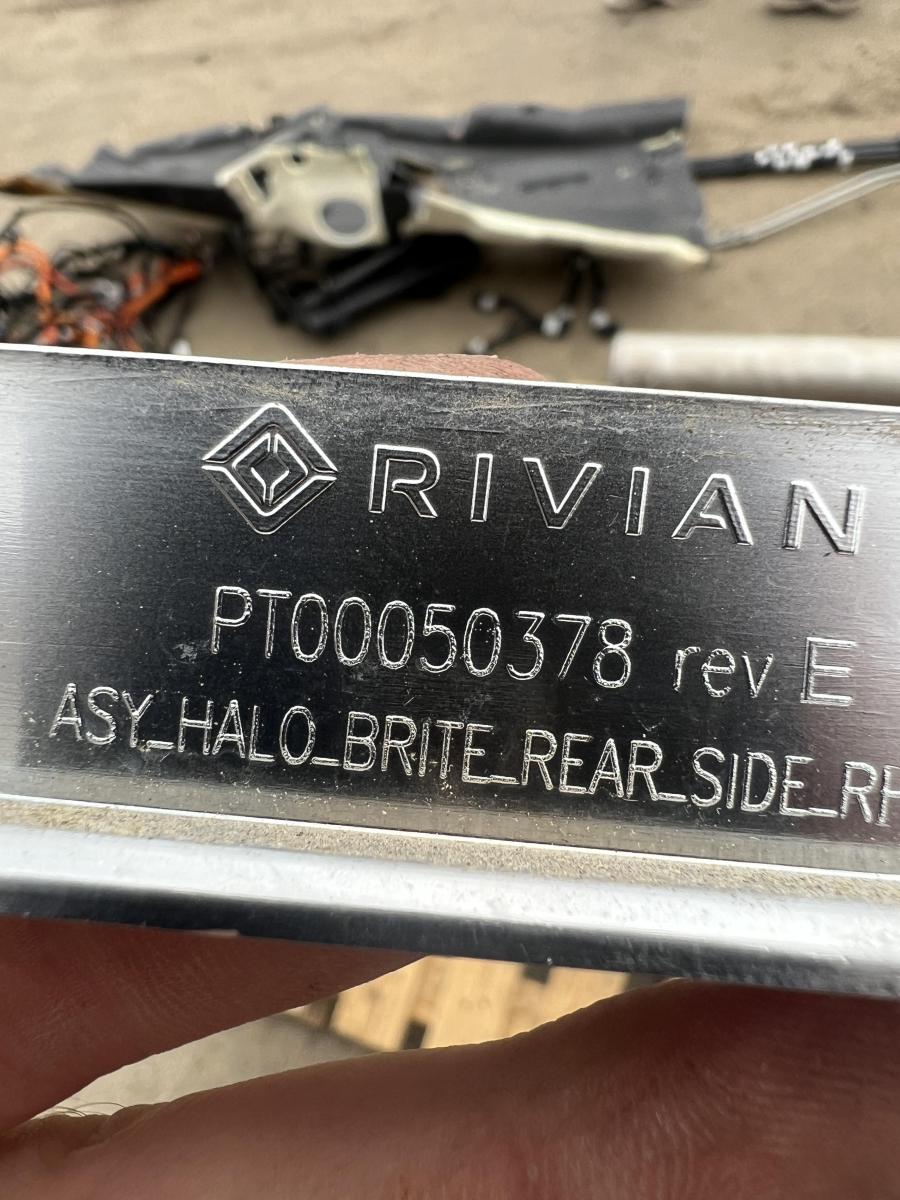 RIVIAN
PT00050378 rev E
ASY_HALO_BRITE_REAR_SIDE_R